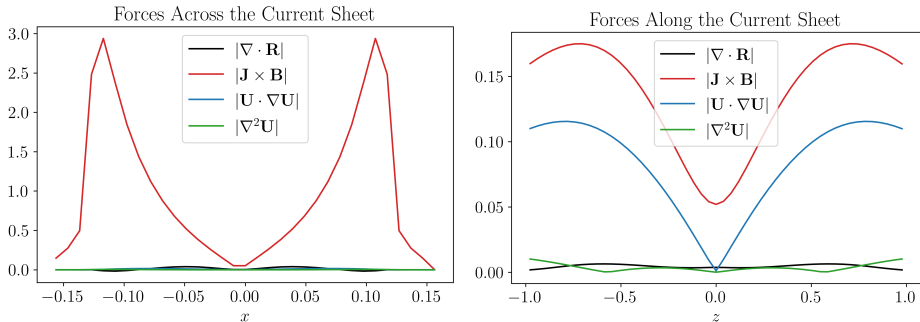 Forces Across the Current Sheet
3.0
2.5
2.0
1.5
1.0
0.5
0.0
|∇ · R|
|J × B|
|U · ∇U|
|∇²U|
−0.15 −0.10 −0.05 0.00 0.05 0.10 0.15
x
Forces Along the Current Sheet
0.15
0.10
0.05
0.00
|∇ · R|
|J × B|
|U · ∇U|
|∇²U|
−1.0 −0.5 0.0 0.5 1.0
z